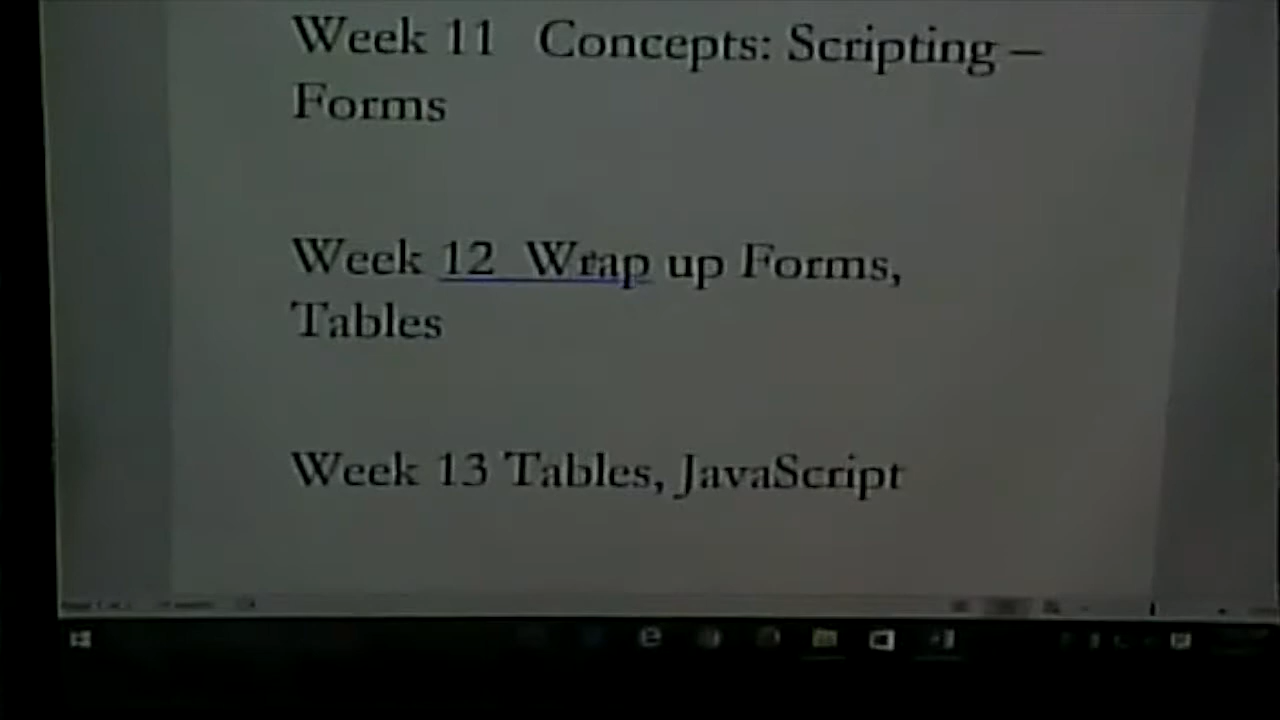 Week 11 Concepts: Scripting –
Forms
Week 12 Wrap up Forms,
Tables
Week 13 Tables, JavaScript